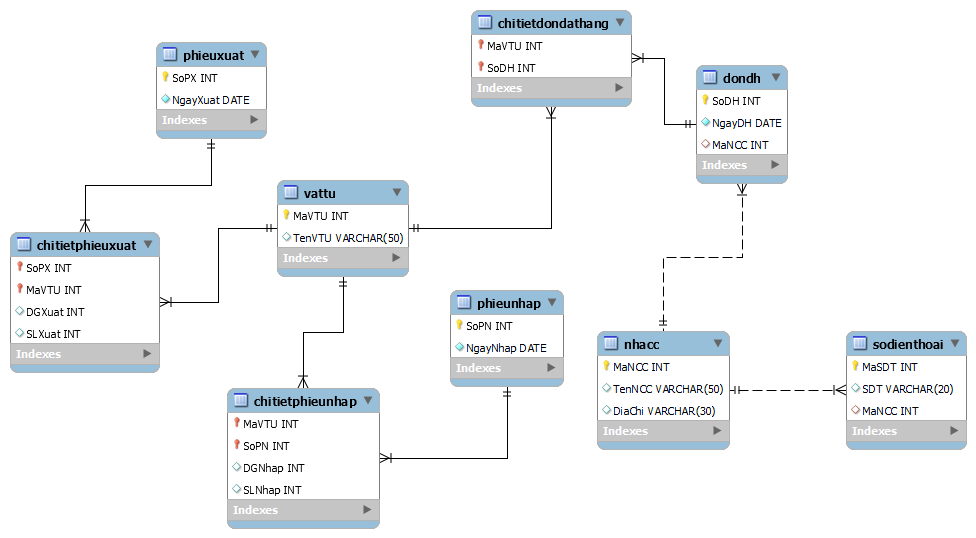 chitietdondathang
MaVTU INT
SoDH INT
Indexes
phieuxuat
SoPX INT
NgayXuat DATE
Indexes
dondh
SoDH INT
NgayDH DATE
MaNCC INT
Indexes
vattu
MaVTU INT
TenVTU VARCHAR(50)
Indexes
chitietphieuxuat
SoPX INT
MaVTU INT
DGXuat INT
SLXuat INT
Indexes
phieunhap
SoPN INT
NgayNhap DATE
Indexes
nhacc
MaNCC INT
TenNCC VARCHAR(50)
DiaChi VARCHAR(30)
Indexes
sodienthoai
MaSDT INT
SDT VARCHAR(20)
MaNCC INT
Indexes
chitietphieunhap
MaVTU INT
SoPN INT
DGNhap INT
SLNhap INT
Indexes